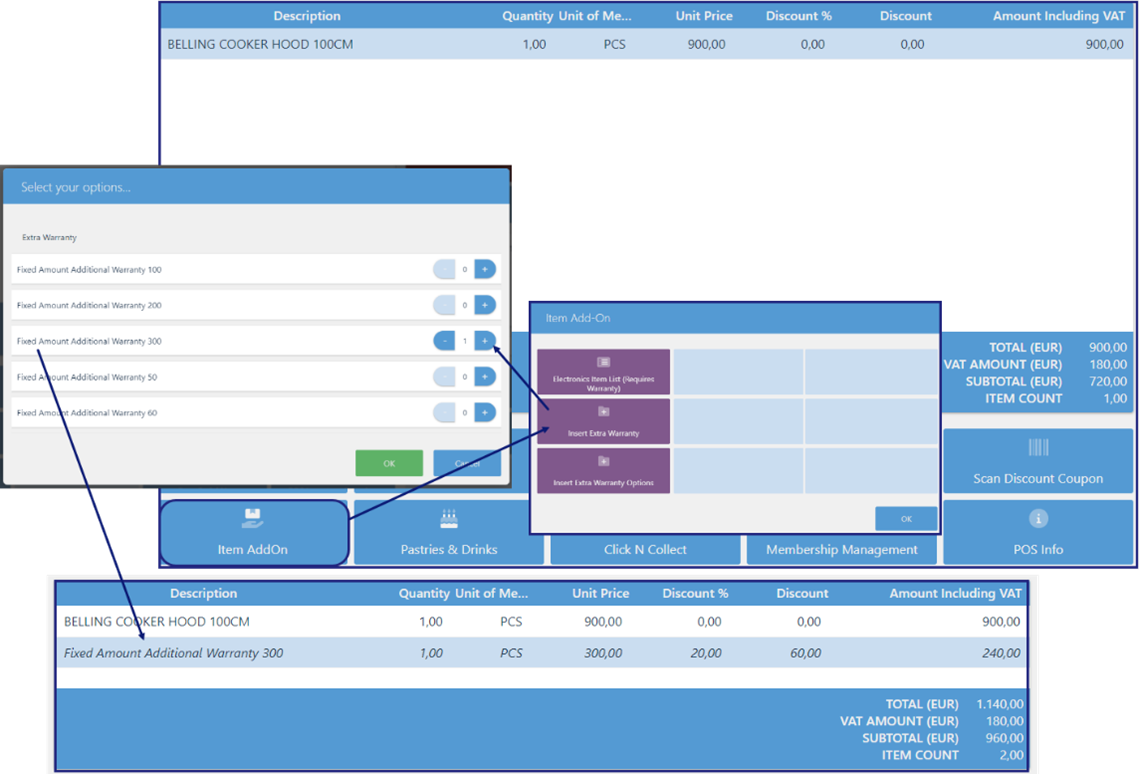 Description Quantity Unit of Me... Unit Price Discount % Discount Amount Including VAT
BELLING COOKER HOOD 100CM 1,00 PCS 900,00 0,00 0,00 900,00
Select your options...
Extra Warranty
Fixed Amount Additional Warranty 100 - 0 +
Fixed Amount Additional Warranty 200 - 0 +
Fixed Amount Additional Warranty 300 - 1 +
Fixed Amount Additional Warranty 50 - 0 +
Fixed Amount Additional Warranty 60 - 0 +
OK Cancel
Item Add-On
Electronics Item List (Requires
Warranty)
Insert Extra Warranty
Insert Extra Warranty Options
OK
TOTAL (EUR) 900,00
VAT AMOUNT (EUR) 180,00
SUBTOTAL (EUR) 720,00
ITEM COUNT 1,00
Scan Discount Coupon
Item AddOn Pastries & Drinks Click N Collect Membership Management POS Info
Description Quantity Unit of Me... Unit Price Discount % Discount Amount Including VAT
BELLING COOKER HOOD 100CM 1,00 PCS 900,00 0,00 0,00 900,00
Fixed Amount Additional Warranty 300 1,00 PCS 300,00 20,00 60,00 240,00
TOTAL (EUR) 1.140,00
VAT AMOUNT (EUR) 180,00
SUBTOTAL (EUR) 960,00
ITEM COUNT 2,00